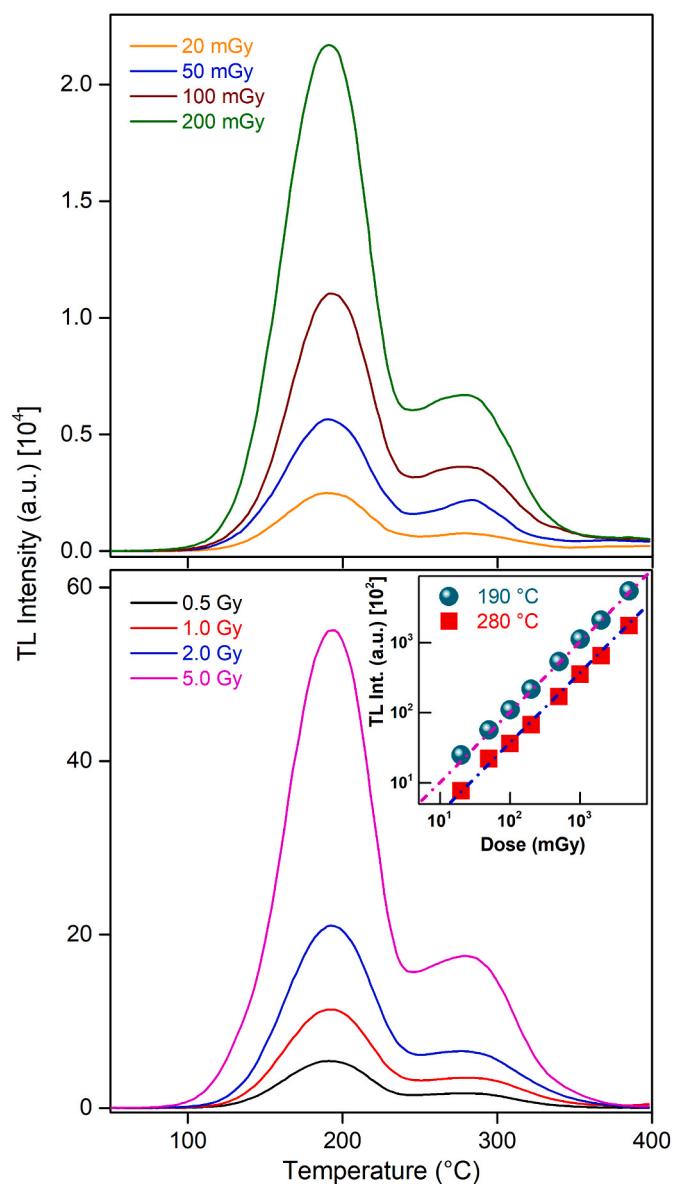 20 mGy
50 mGy
100 mGy
200 mGy
2.0
1.5
1.0
0.5
0.0
TL Intensity (a.u.) [10⁴]
60
40
20
0
0.5 Gy
1.0 Gy
2.0 Gy
5.0 Gy
190 °C
280 °C
TL Int. (a.u.) [10²]
10³
10²
10¹
10¹ 10² 10³
Dose (mGy)
100 200 300 400
Temperature (°C)